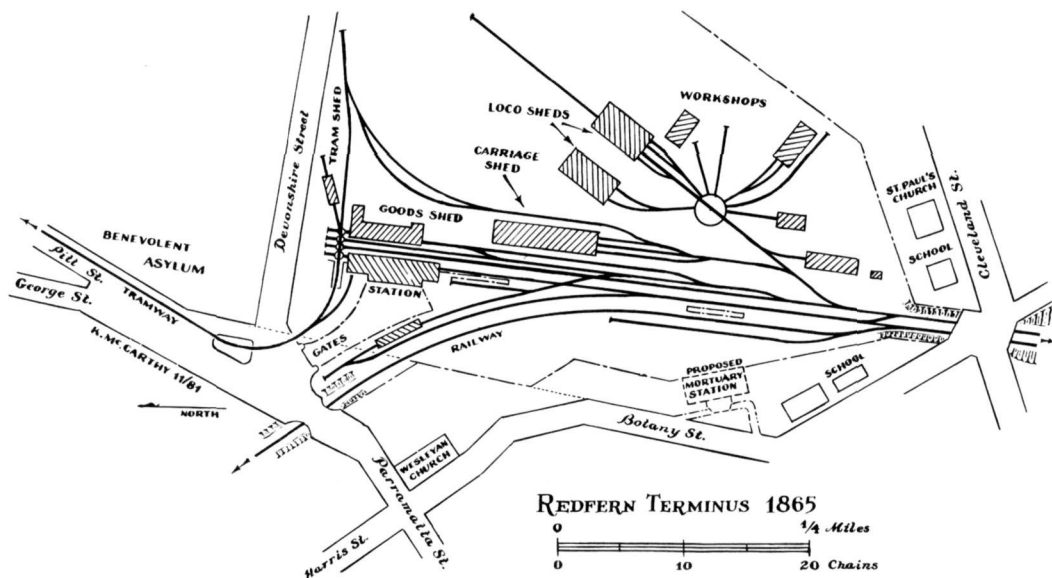 WORKSHOPS
LOCO SHEDS
CARRIAGE
SHED
TRAM SHED
Devonshire Street
ST. PAUL'S
CHURCH
Cleveland St.
SCHOOL
GOODS SHED
BENEVOLENT
ASYLUM
Pitt St.
TRAMWAY
George St.
STATION
GATES
RAILWAY
K. McCARTHY 11/81
NORTH
PROPOSED
MORTUARY
STATION
SCHOOL
Botany St.
WESLEYAN
CHURCH
Parramatta St.
Harris St.
REDFERN TERMINUS 1865
0 1/4 Miles
0 10 20 Chains